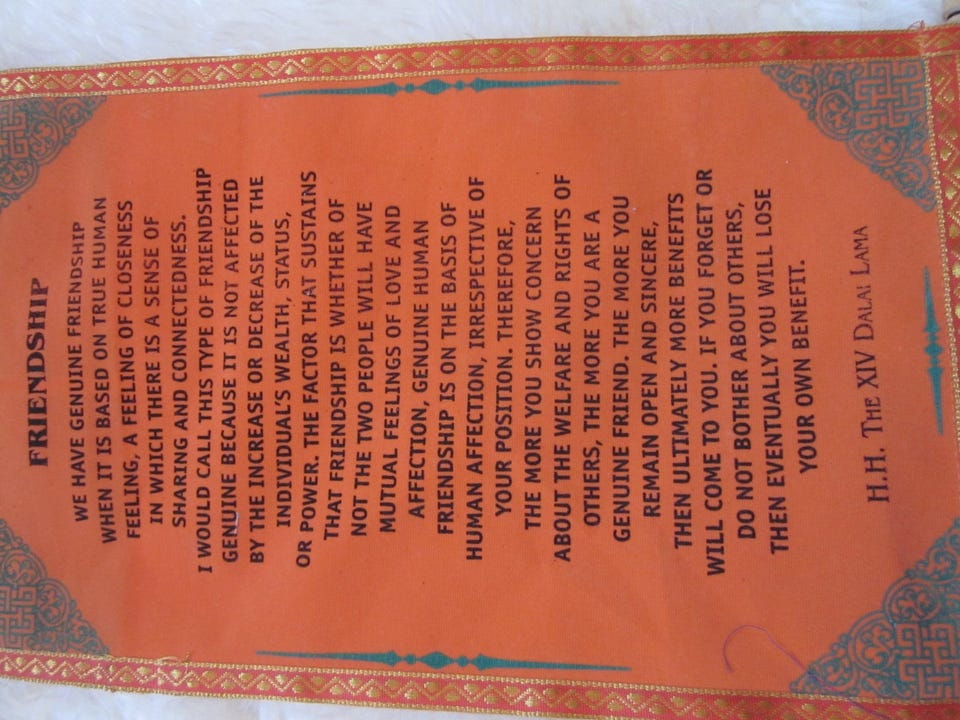 FRIENDSHIP
WE HAVE GENUINE FRIENDSHIP
WHEN IT IS BASED ON TRUE HUMAN
FEELING, A FEELING OF CLOSENESS
IN WHICH THERE IS A SENSE OF
SHARING AND CONNECTEDNESS.
I WOULD CALL THIS TYPE OF FRIENDSHIP
GENUINE BECAUSE IT IS NOT AFFECTED
BY THE INCREASE OR DECREASE OF THE
INDIVIDUAL'S WEALTH, STATUS,
OR POWER. THE FACTOR THAT SUSTAINS
THAT FRIENDSHIP IS WHETHER OF
NOT THE TWO PEOPLE WILL HAVE
MUTUAL FEELINGS OF LOVE AND
AFFECTION, GENUINE HUMAN
FRIENDSHIP IS ON THE BASIS OF
HUMAN AFFECTION, IRRESPECTIVE OF
YOUR POSITION. THEREFORE,
THE MORE YOU SHOW CONCERN
ABOUT THE WELFARE AND RIGHTS OF
OTHERS, THE MORE YOU ARE A
GENUINE FRIEND. THE MORE YOU
REMAIN OPEN AND SINCERE,
THEN ULTIMATELY MORE BENEFITS
WILL COME TO YOU. IF YOU FORGET OR
DO NOT BOTHER ABOUT OTHERS,
THEN EVENTUALLY YOU WILL LOSE
YOUR OWN BENEFIT.
H.H. THE XIV DALAI LAMA